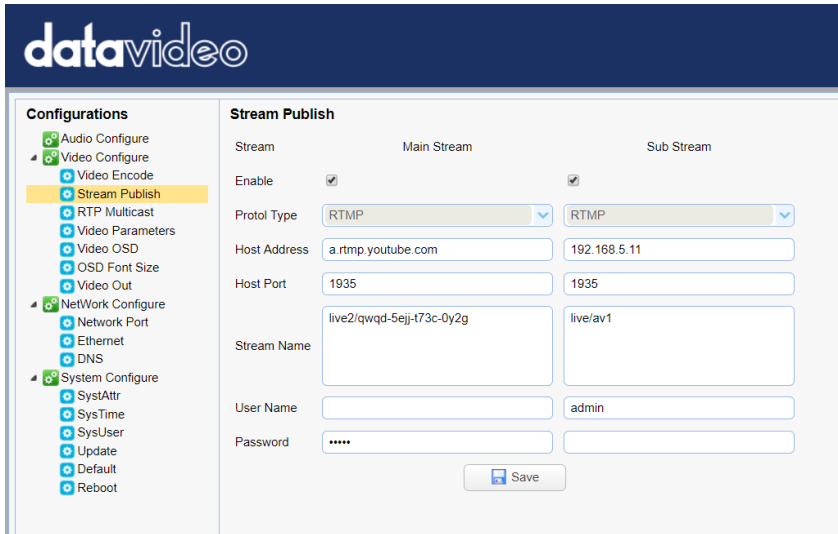 datavideo
Configurations
Audio Configure
Video Configure
Video Encode
Stream Publish
RTP Multicast
Video Parameters
Video OSD
OSD Font Size
Video Out
NetWork Configure
Network Port
Ethernet
DNS
System Configure
SystAttr
SysTime
SysUser
Update
Default
Reboot
Stream Publish
Stream Main Stream Sub Stream
Enable
Protol Type RTMP RTMP
Host Address a.rtmp.youtube.com 192.168.5.11
Host Port 1935 1935
Stream Name live2/qwqd-5ejj-t73c-0y2g live/av1
User Name admin
Password •••••
Save